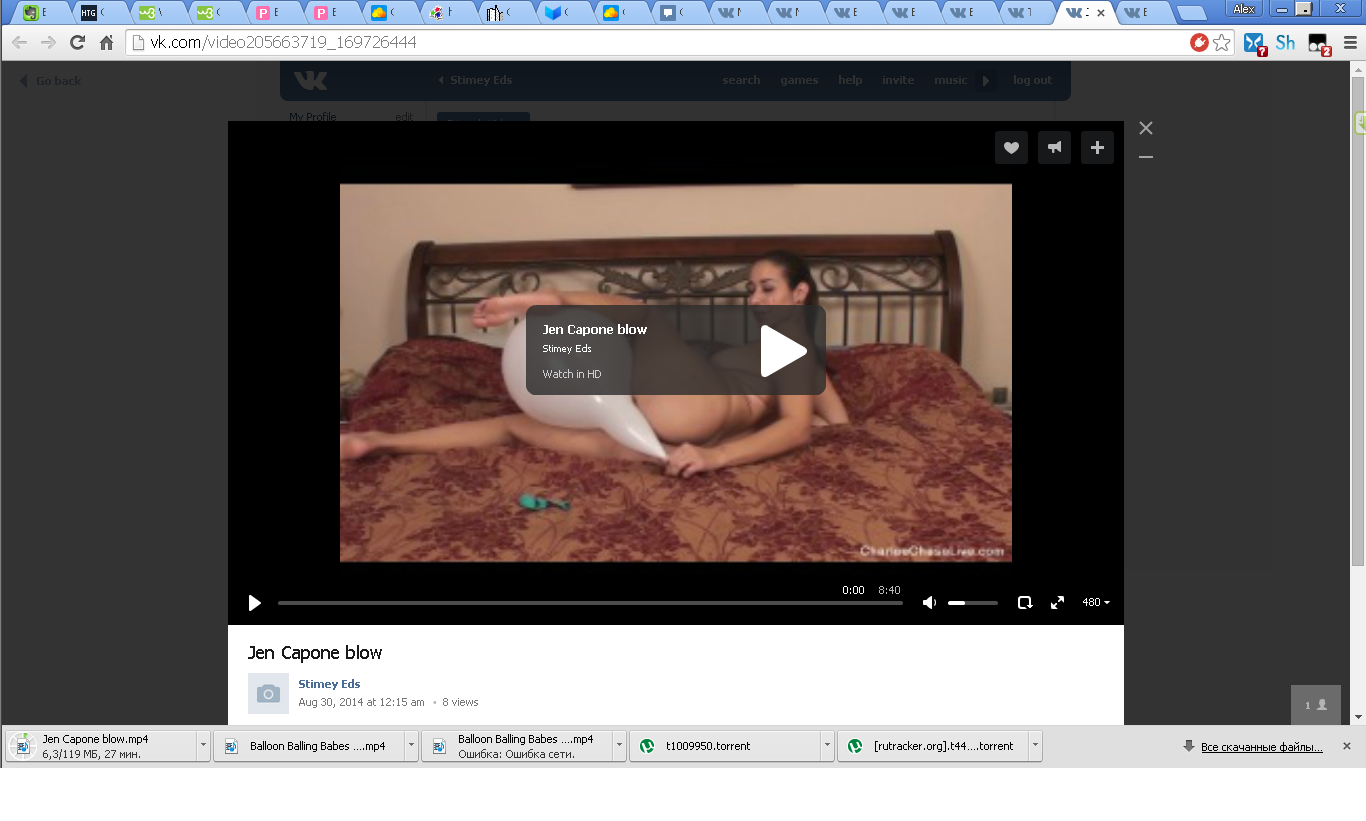 E
HTG
C
\
C
E
E
C
C
C
C
C
E
E
E
E
Alex
vk.com/video205663719_169726444
?
Sh
2
Go back
Stimey Eds
search
games
help
invite
music
log out
My Profile
edit
Jen Capone blow
Stimey Eds
Watch in HD
CharleeChaseLive.com
0:00
8:40
480
Jen Capone blow
Stimey Eds
Aug 30, 2014 at 12:15 am • 8 views
1
Jen Capone blow.mp4
6,3/119 МБ, 27 мин.
Balloon Balling Babes ....mp4
Balloon Balling Babes ....mp4
Ошибка: Ошибка сети.
t1009950.torrent
[rutracker.org].t44....torrent
Все скачанные файлы...